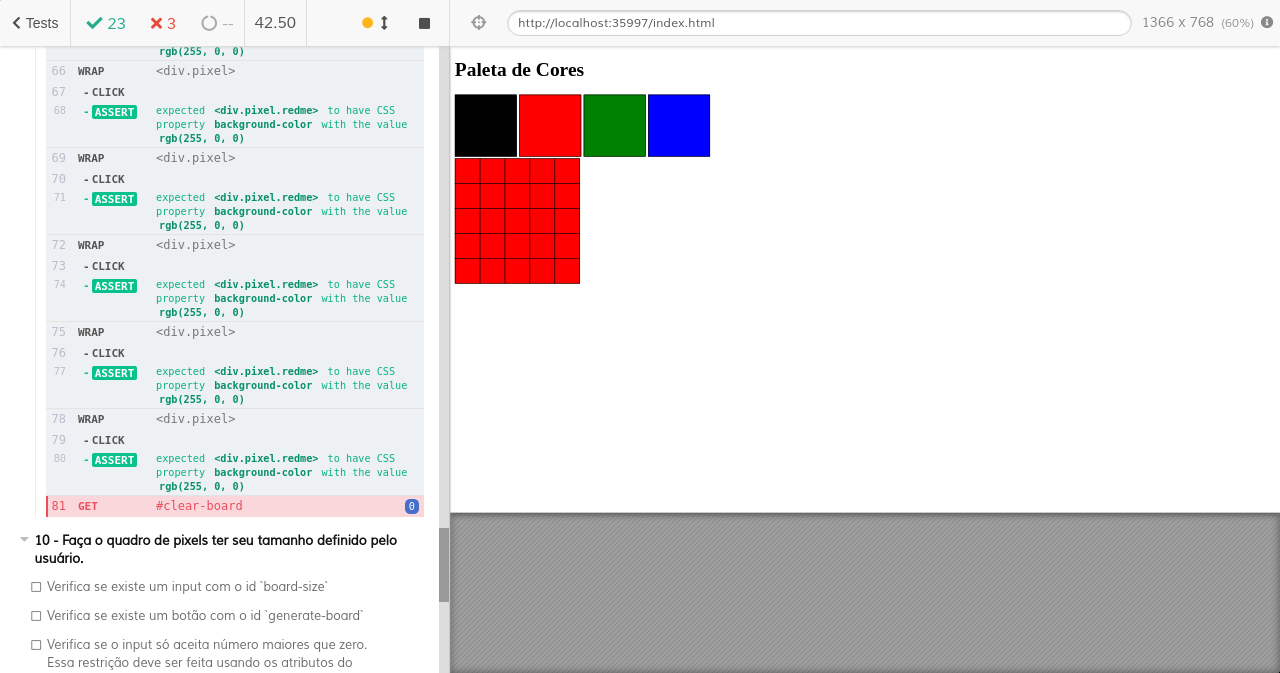 Tests 23 3 -- 42.50 http://localhost:35997/index.html 1366 x 768 (60%)
rgb(255, 0, 0)
66 WRAP <div.pixel>
67 - CLICK
68 - ASSERT expected <div.pixel.redme> to have CSS
property background-color with the value
rgb(255, 0, 0)
69 WRAP <div.pixel>
70 - CLICK
71 - ASSERT expected <div.pixel.redme> to have CSS
property background-color with the value
rgb(255, 0, 0)
72 WRAP <div.pixel>
73 - CLICK
74 - ASSERT expected <div.pixel.redme> to have CSS
property background-color with the value
rgb(255, 0, 0)
75 WRAP <div.pixel>
76 - CLICK
77 - ASSERT expected <div.pixel.redme> to have CSS
property background-color with the value
rgb(255, 0, 0)
78 WRAP <div.pixel>
79 - CLICK
80 - ASSERT expected <div.pixel.redme> to have CSS
property background-color with the value
rgb(255, 0, 0)
81 GET #clear-board 0
10 - Faça o quadro de pixels ter seu tamanho definido pelo
usuário.
Verifica se existe um input com o id `board-size`
Verifica se existe um botão com o id `generate-board`
Verifica se o input só aceita número maiores que zero.
Essa restrição deve ser feita usando os atributos do
Paleta de Cores